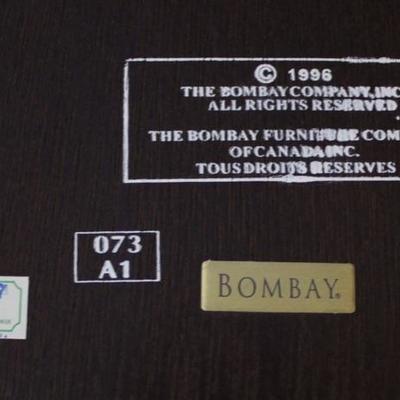 © 1996
THE BOMBAY COMPANY, INC
ALL RIGHTS RESERVED
THE BOMBAY FURNITURE COM
OF CANADA INC.
TOUS DROITS RESERVES
073
A1
BOMBAY®